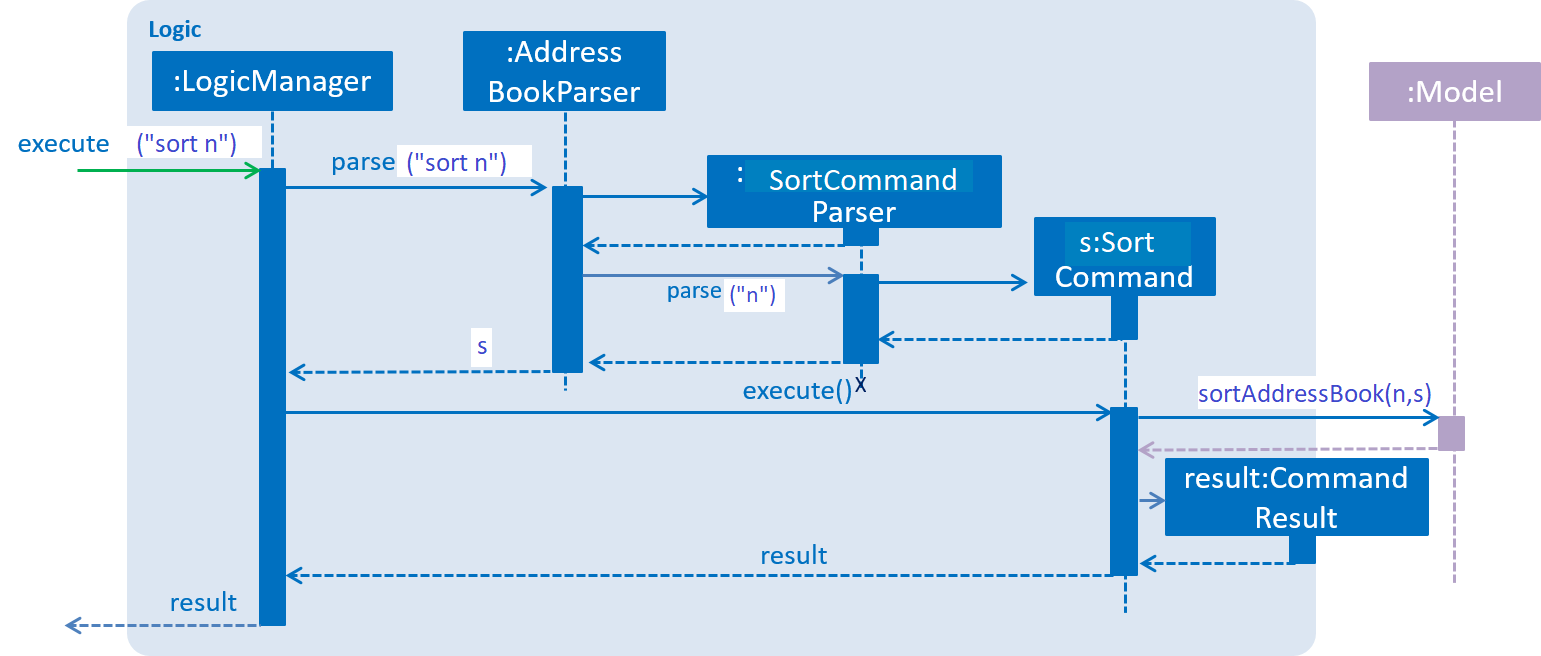 Logic
:LogicManager
:Address
BookParser
:Model
execute ("sort n")
parse ("sort n")
: SortCommand
Parser
s:Sort
Command
parse ("n")
s
execute() X
sortAddressBook(n,s)
result:Command
Result
result
result